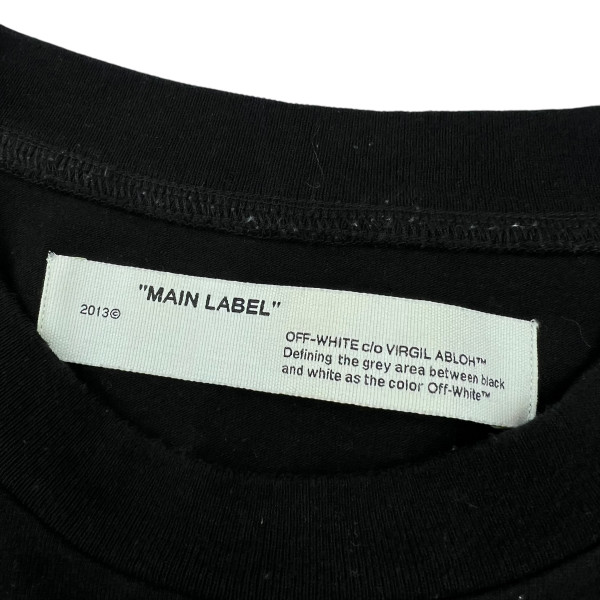 "MAIN LABEL"
2013©
OFF-WHITE c/o VIRGIL ABLOH™
Defining the grey area between black
and white as the color Off-White™